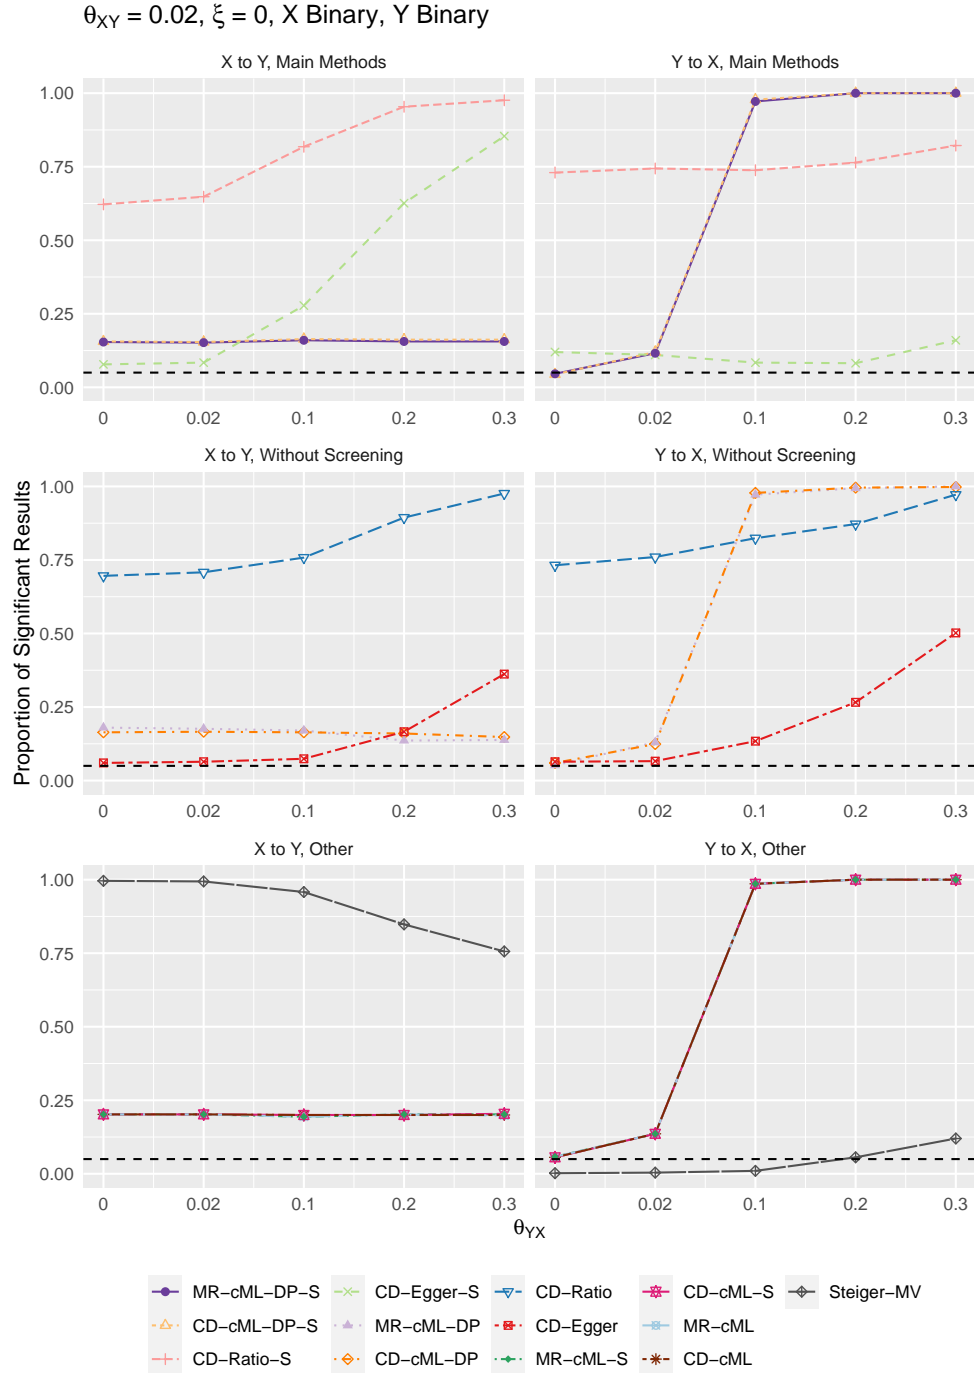 θXY = 0.02, ξ = 0, X Binary, Y Binary
X to Y, Main Methods
Y to X, Main Methods
1.00
0.75
0.50
0.25
0.00
0 0.02 0.1 0.2 0.3
0 0.02 0.1 0.2 0.3
X to Y, Without Screening
Y to X, Without Screening
1.00
0.75
0.50
0.25
0.00
0 0.02 0.1 0.2 0.3
0 0.02 0.1 0.2 0.3
Proportion of Significant Results
X to Y, Other
Y to X, Other
1.00
0.75
0.50
0.25
0.00
0 0.02 0.1 0.2 0.3
0 0.02 0.1 0.2 0.3
θYX
MR−cML−DP−S CD−Egger−S CD−Ratio CD−cML−S Steiger−MV
CD−cML−DP−S MR−cML−DP CD−Egger MR−cML
CD−Ratio−S CD−cML−DP MR−cML−S CD−cML